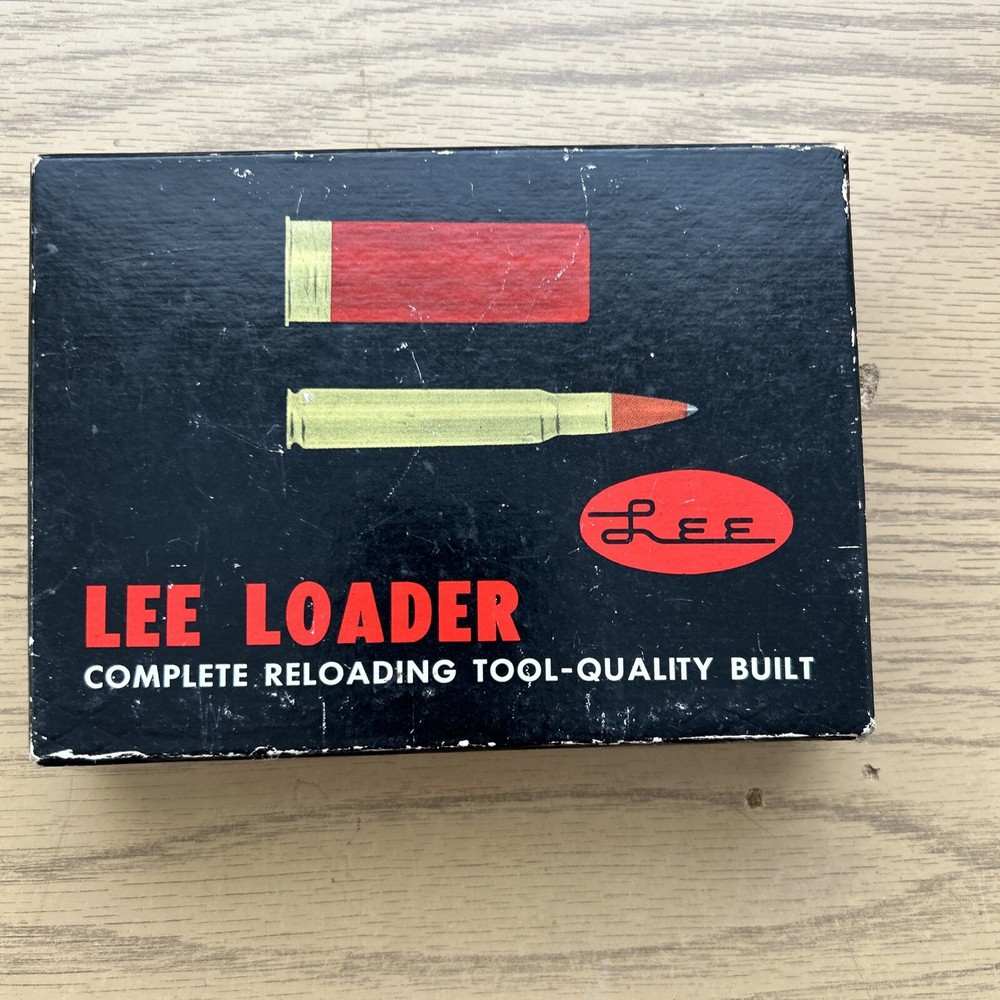 Lee
LEE LOADER
COMPLETE RELOADING TOOL-QUALITY BUILT